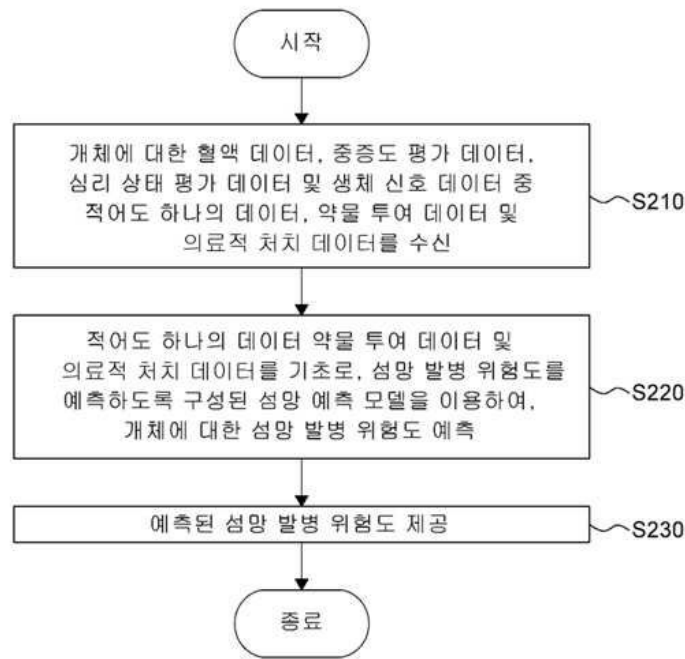 시작
개체에 대한 혈액 데이터, 중증도 평가 데이터,
심리 상태 평가 데이터 및 생체 신호 데이터 중
적어도 하나의 데이터, 약물 투여 데이터 및
의료적 처치 데이터를 수신
S210
적어도 하나의 데이터 약물 투여 데이터 및
의료적 처치 데이터를 기초로, 섬망 발병 위험도를
예측하도록 구성된 섬망 예측 모델을 이용하여,
개체에 대한 섬망 발병 위험도 예측
S220
예측된 섬망 발병 위험도 제공
S230
종료